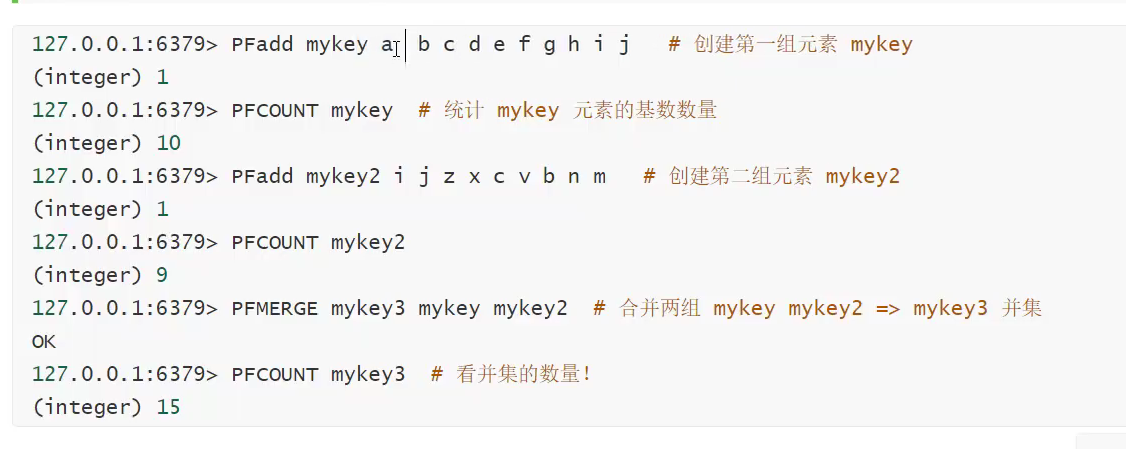 127.0.0.1:6379> PFadd mykey a b c d e f g h i j # 创建第一组元素 mykey
(integer) 1
127.0.0.1:6379> PFCOUNT mykey # 统计 mykey 元素的基数数量
(integer) 10
127.0.0.1:6379> PFadd mykey2 i j z x c v b n m # 创建第二组元素 mykey2
(integer) 1
127.0.0.1:6379> PFCOUNT mykey2
(integer) 9
127.0.0.1:6379> PFMERGE mykey3 mykey mykey2 # 合并两组 mykey mykey2 => mykey3 并集
OK
127.0.0.1:6379> PFCOUNT mykey3 # 看并集的数量！
(integer) 15